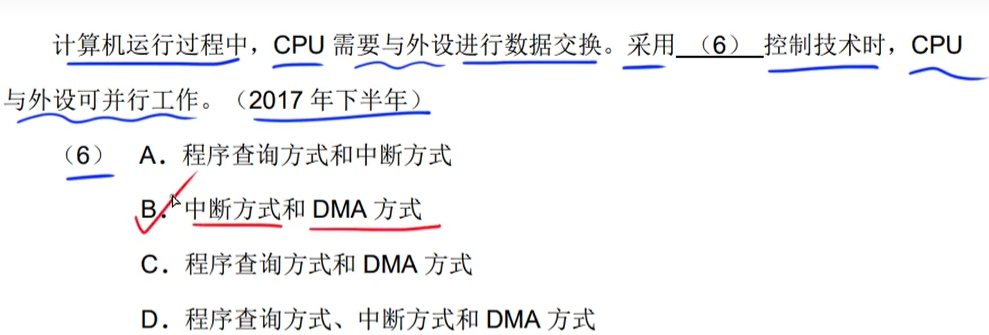 计算机运行过程中，CPU 需要与外设进行数据交换。采用（6）控制技术时，CPU
与外设可并行工作。（2017 年下半年）
（6） A．程序查询方式和中断方式
B．中断方式和 DMA 方式
C．程序查询方式和 DMA 方式
D．程序查询方式、中断方式和 DMA 方式